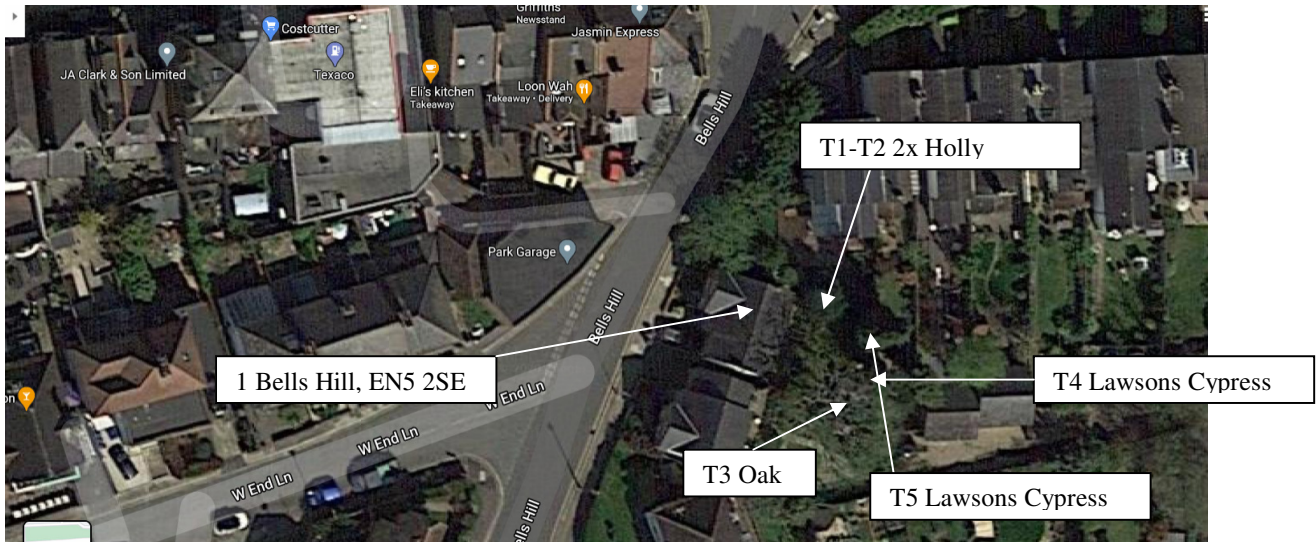 Griffiths
Newsstand
Jasmin Express
Costcutter
JA Clark & Son Limited
Texaco
Eli's kitchen
Takeaway
Loon Wah
Takeaway • Delivery
Bells Hill
T1-T2 2x Holly
Park Garage
Bells Hill
1 Bells Hill, EN5 2SE
T4 Lawsons Cypress
W End Ln
on
W End Ln
T3 Oak
T5 Lawsons Cypress
W End Ln
Bells Hill